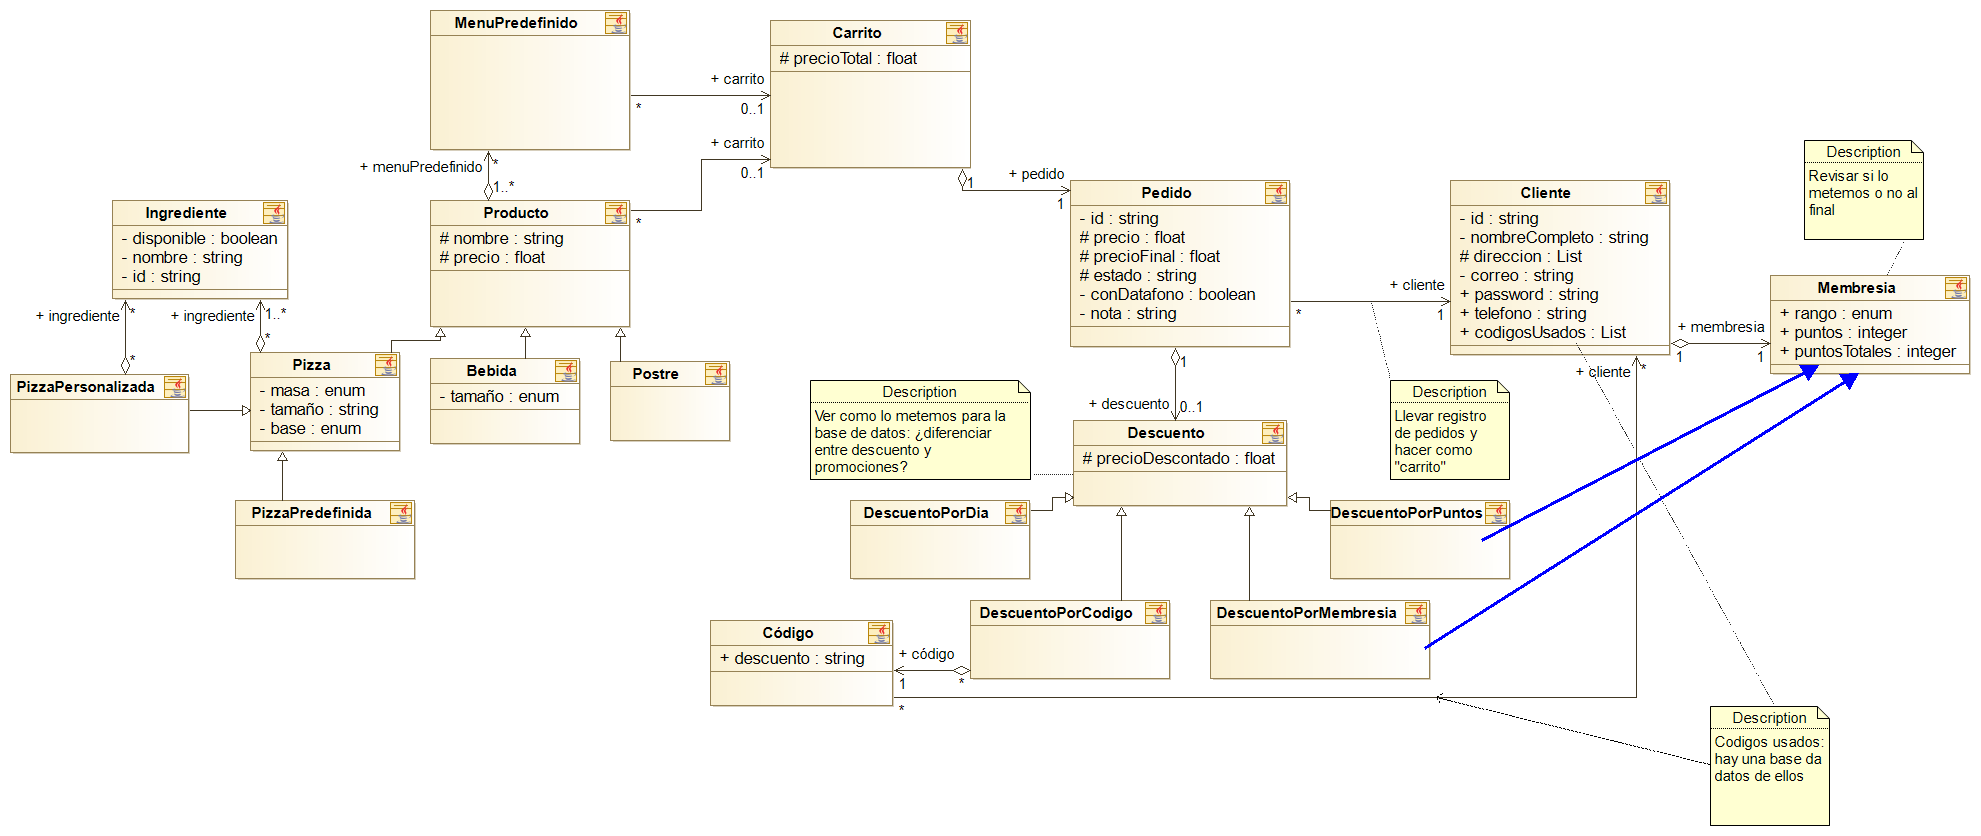 MenuPredefinido
Carrito
# precioTotal : float
+ carrito
*
0..1
+ carrito
0..1
*
+ menuPredefinido
*
1..*
+ pedido
1
1
Ingrediente
- disponible : boolean
- nombre : string
- id : string
Producto
# nombre : string
# precio : float
Pedido
- id : string
# precio : float
# precioFinal : float
# estado : string
- conDatafono : boolean
- nota : string
Cliente
- id : string
- nombreCompleto : string
# direccion : List
- correo : string
+ password : string
+ telefono : string
+ codigosUsados : List
Description
Revisar si lo
metemos o no al
final
Membresia
+ rango : enum
+ puntos : integer
+ puntosTotales : integer
+ cliente
*
1
+ membresia
1
1
+ ingrediente
*
*
+ ingrediente
1..*
*
PizzaPersonalizada
Pizza
- masa : enum
- tamaño : string
- base : enum
Bebida
- tamaño : enum
Postre
PizzaPredefinida
1
+ descuento
0..1
Description
Ver como lo metemos para la
base de datos: ¿diferenciar
entre descuento y
promociones?
Descuento
# precioDescontado : float
Description
Llevar registro
de pedidos y
hacer como
"carrito"
+ cliente
*
DescuentoPorDia
DescuentoPorPuntos
DescuentoPorCodigo
DescuentoPorMembresia
Código
+ descuento : string
+ código
1
*
*
Description
Codigos usados:
hay una base da
datos de ellos